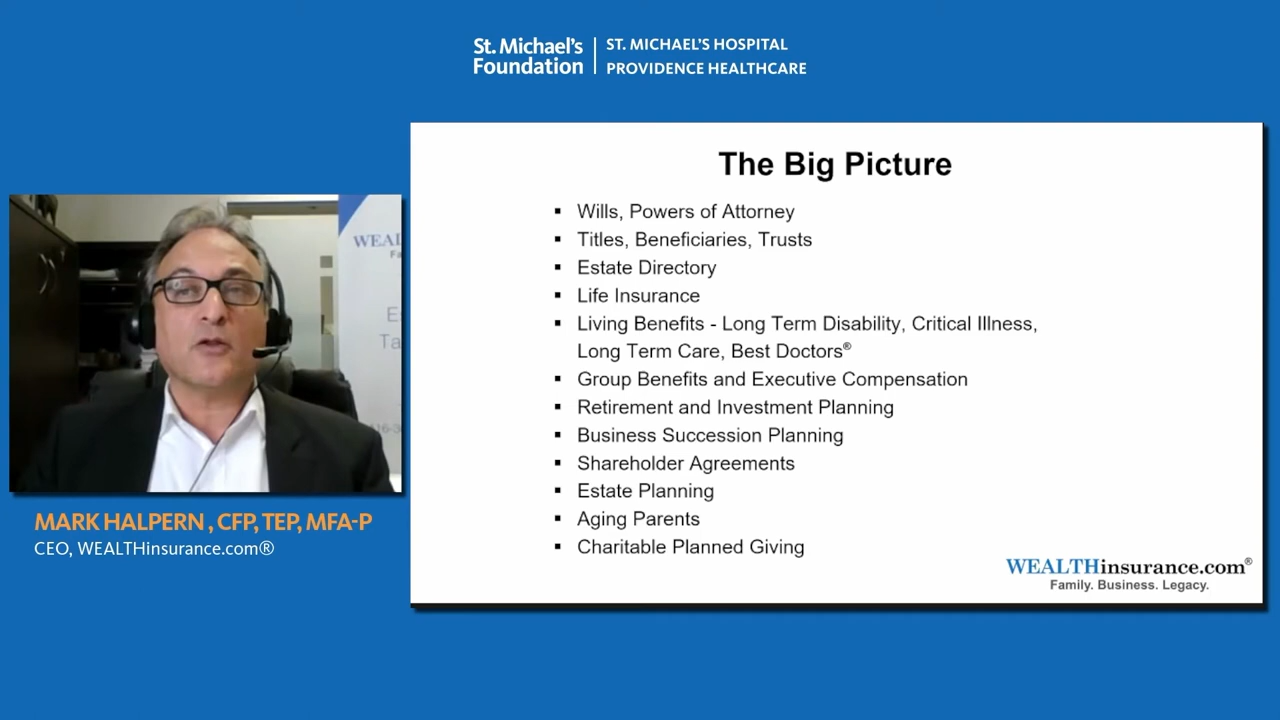 St. Michael's
Foundation
ST. MICHAEL'S HOSPITAL
PROVIDENCE HEALTHCARE
WEAL
Fa
Ta
MARK HALPERN , CFP, TEP, MFA-P
CEO, WEALTHinsurance.com®
The Big Picture
▪ Wills, Powers of Attorney
▪ Titles, Beneficiaries, Trusts
▪ Estate Directory
▪ Life Insurance
▪ Living Benefits - Long Term Disability, Critical Illness,
Long Term Care, Best Doctors®
▪ Group Benefits and Executive Compensation
▪ Retirement and Investment Planning
▪ Business Succession Planning
▪ Shareholder Agreements
▪ Estate Planning
▪ Aging Parents
▪ Charitable Planned Giving
WEALTHinsurance.com®
Family. Business. Legacy.